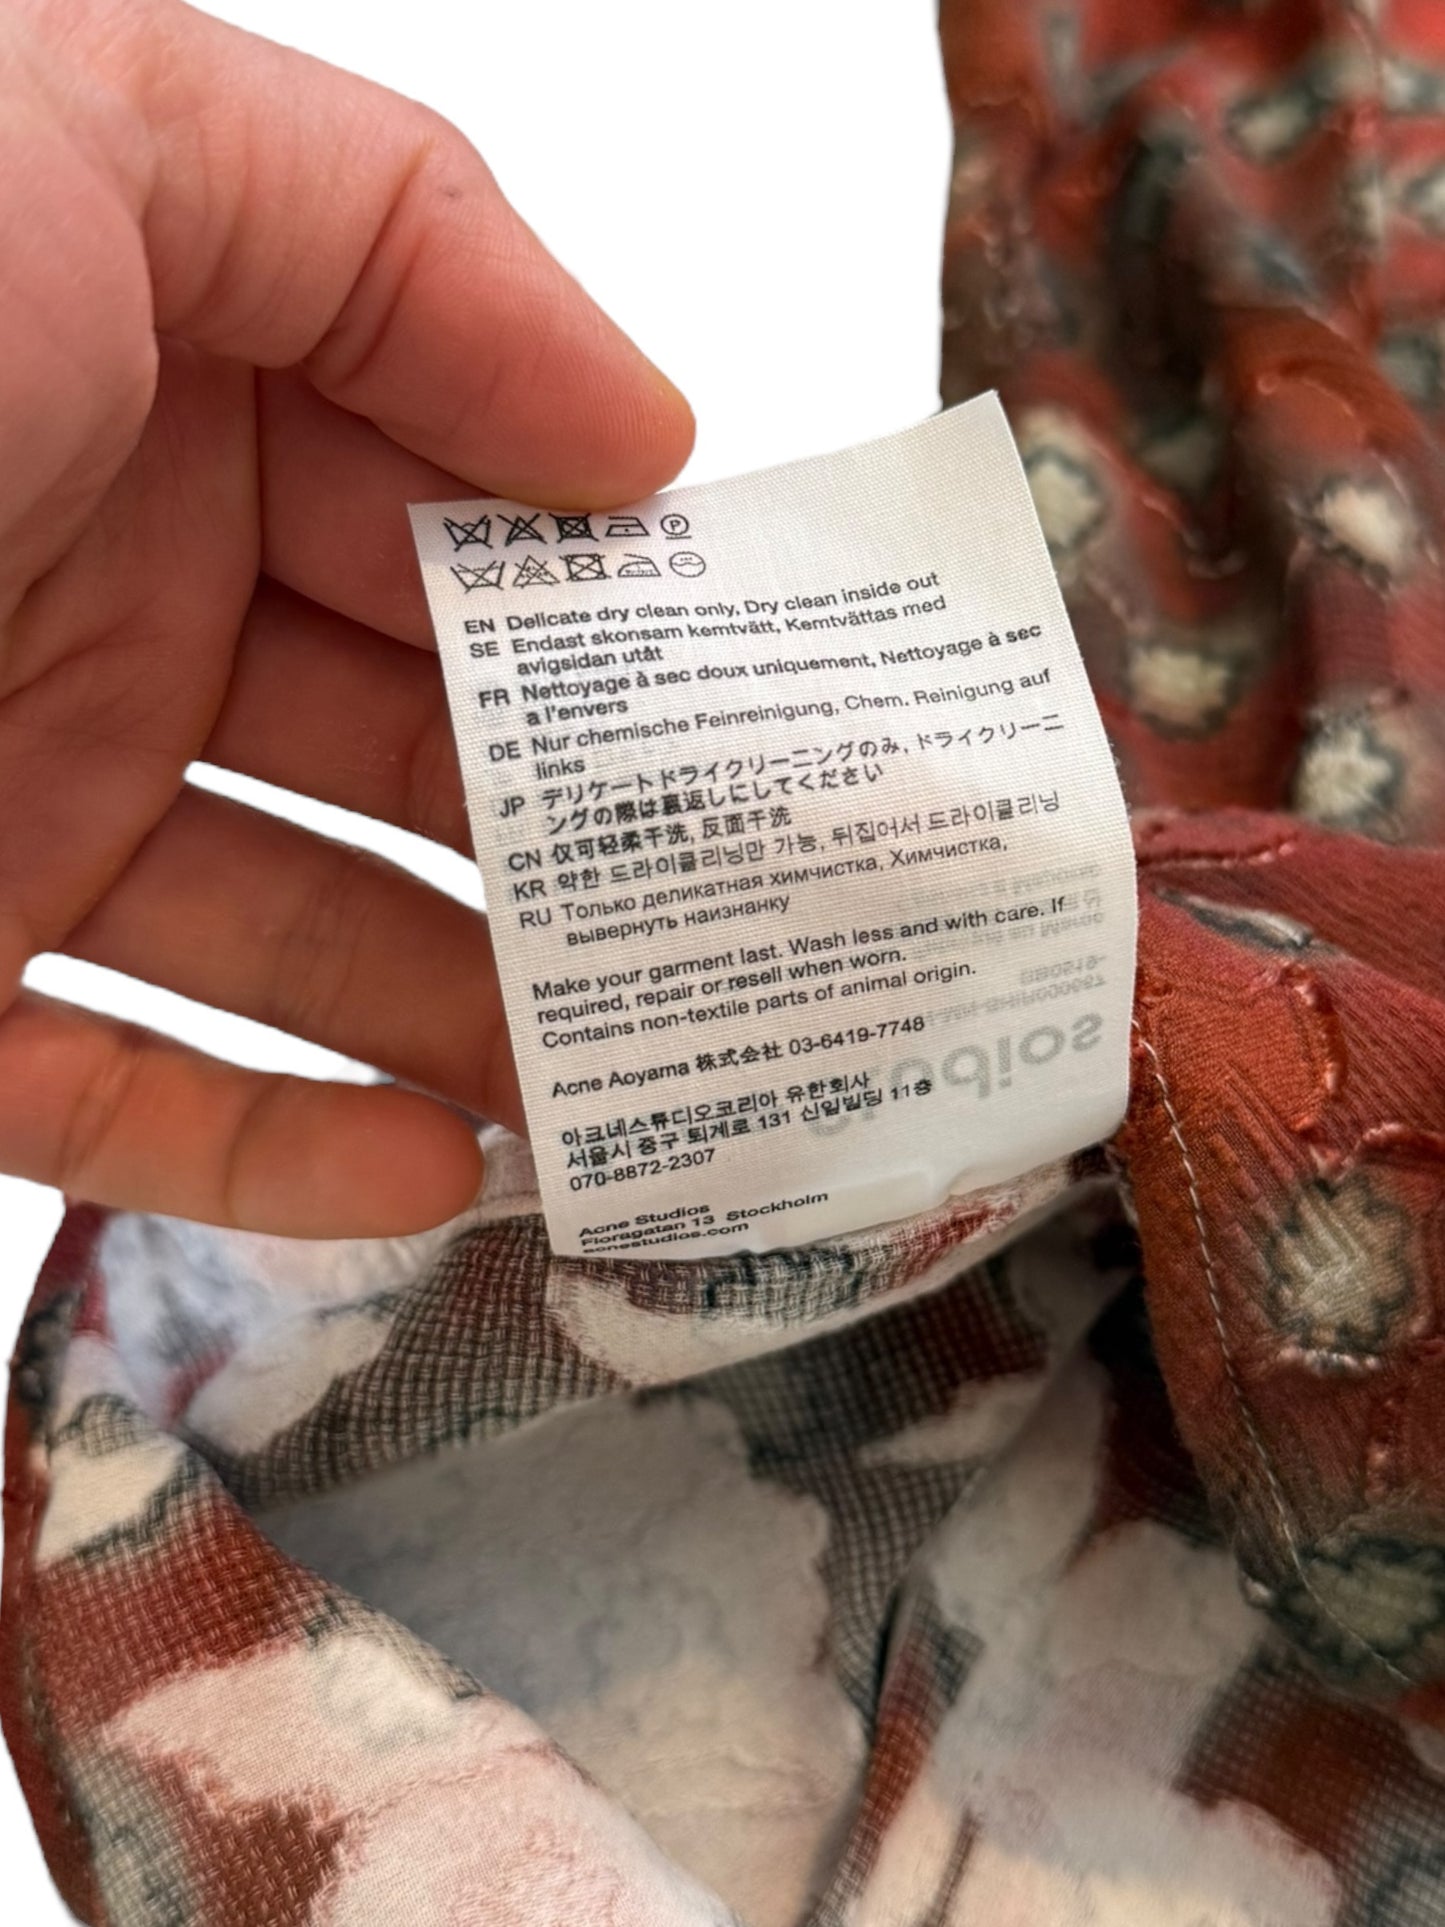 P
EN Delicate dry clean only, Dry clean inside out
SE Endast skonsam kemtvätt, Kemtvättas med
avigsidan utåt
FR Nettoyage à sec doux uniquement, Nettoyage à sec
a l'envers
DE Nur chemische Feinreinigung, Chem. Reinigung auf
links
JP デリケートドライクリーニングのみ, ドライクリーニ
ングの際は裏返しにしてください
CN 仅可轻柔干洗, 反面干洗
KR 약한 드라이클리닝만 가능, 뒤집어서 드라이클리닝
RU Только деликатная химчистка, Химчистка,
вывернуть наизнанку
Make your garment last. Wash less and with care. If
required, repair or resell when worn.
Contains non-textile parts of animal origin.
Acne Aoyama 株式会社 03-6419-7748
아크네스튜디오코리아 유한회사
서울시 중구 퇴계로 131 신일빌딩 11층
070-8872-2307
Acne Studios
Floragatan 13 Stockholm
acnestudios.com